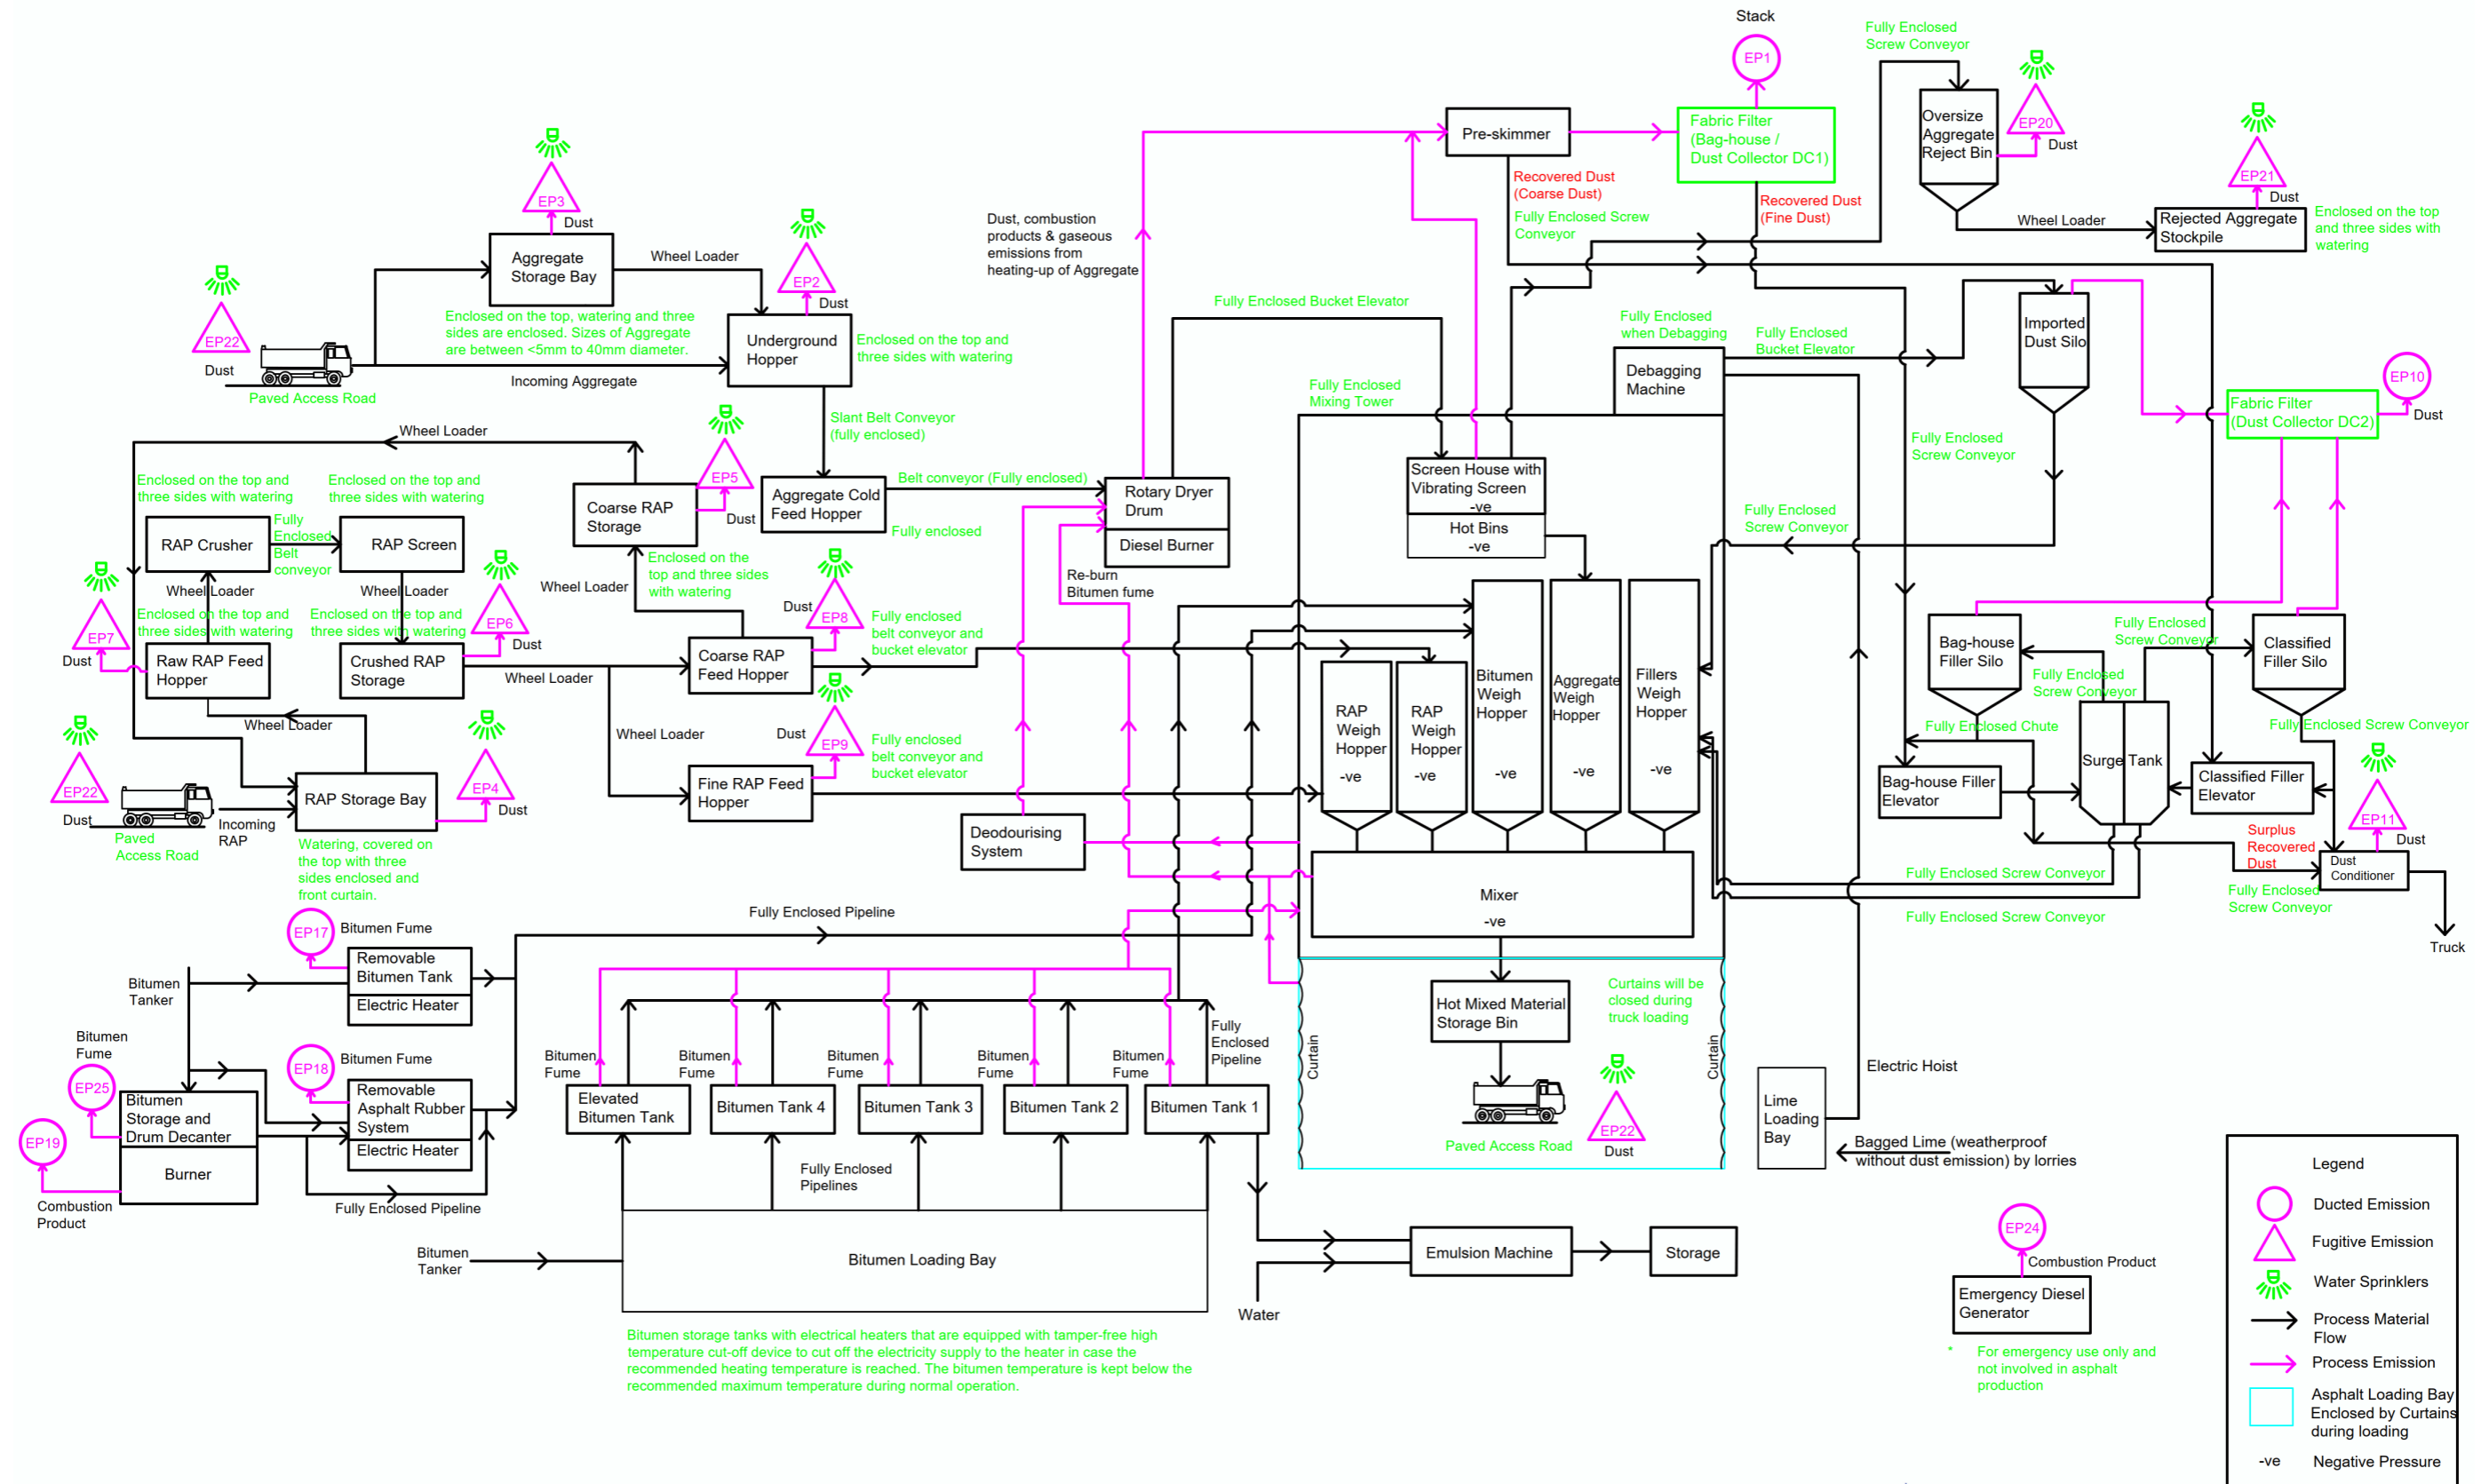 Stack
EP1
Fully Enclosed
Screw Conveyor
Pre-skimmer
Fabric Filter
(Bag-house /
Dust Collector DC1)
Oversize
Aggregate
Reject Bin
EP20
Dust
EP21
Dust
Recovered Dust
(Coarse Dust)
Fully Enclosed Screw
Conveyor
Recovered Dust
(Fine Dust)
Wheel Loader
Rejected Aggregate
Stockpile
Enclosed on the top
and three sides with
watering
EP3
Dust
Aggregate
Storage Bay
Wheel Loader
EP2
Dust
Dust, combustion
products & gaseous
emissions from
heating-up of Aggregate
EP22
Dust
Paved Access Road
Enclosed on the top, watering and three
sides are enclosed. Sizes of Aggregate
are between <5mm to 40mm diameter.
Incoming Aggregate
Underground
Hopper
Enclosed on the top and
three sides with watering
Fully Enclosed Bucket Elevator
Fully Enclosed
when Debagging
Fully Enclosed
Bucket Elevator
Imported
Dust Silo
Debagging
Machine
Fully Enclosed
Mixing Tower
EP10
Dust
Fabric Filter
(Dust Collector DC2)
Wheel Loader
EP5
Dust
Slant Belt Conveyor
(fully enclosed)
Fully Enclosed
Screw Conveyor
Enclosed on the top and
three sides with watering
Enclosed on the top and
three sides with watering
Coarse RAP
Storage
Aggregate Cold
Feed Hopper
Belt conveyor (Fully enclosed)
Fully enclosed
Rotary Dryer
Drum
Diesel Burner
Screen House with
Vibrating Screen
-ve
Hot Bins
-ve
Fully Enclosed
Screw Conveyor
RAP Crusher
Fully
Enclosed
Belt
conveyor
RAP Screen
Enclosed on the
top and three sides
with watering
Wheel Loader
Re-burn
Bitumen fume
Wheel Loader
Wheel Loader
EP7
Dust
Enclosed on the top and
three sides with watering
Enclosed on the top and
three sides with watering
EP6
Dust
Dust
EP8
Fully enclosed
belt conveyor and
bucket elevator
Raw RAP Feed
Hopper
Crushed RAP
Storage
Wheel Loader
Coarse RAP
Feed Hopper
RAP
Weigh
Hopper
-ve
RAP
Weigh
Hopper
-ve
Bitumen
Weigh
Hopper
-ve
Aggregate
Weigh
Hopper
-ve
Fillers
Weigh
Hopper
-ve
Bag-house
Filler Silo
Fully Enclosed
Screw Conveyor
Fully Enclosed
Screw Conveyor
Classified
Filler Silo
Wheel Loader
EP22
Dust
Paved
Access Road
Incoming
RAP
RAP Storage Bay
EP4
Dust
Watering, covered on
the top with three
sides enclosed and
front curtain.
Wheel Loader
Dust
EP9
Fully enclosed
belt conveyor and
bucket elevator
Fine RAP Feed
Hopper
Fully Enclosed Chute
Fully Enclosed Screw Conveyor
Bag-house Filler
Elevator
Surge Tank
Classified Filler
Elevator
EP11
Dust
Deodourising
System
Mixer
-ve
Surplus
Recovered
Dust
Dust
Conditioner
Fully Enclosed Screw Conveyor
Fully Enclosed
Screw Conveyor
Fully Enclosed Screw Conveyor
Truck
EP17
Bitumen Fume
Fully Enclosed Pipeline
Removable
Bitumen Tank
Electric Heater
Bitumen
Tanker
Bitumen
Fume
EP18
Bitumen Fume
EP25
Bitumen
Storage and
Drum Decanter
Burner
Removable
Asphalt Rubber
System
Electric Heater
EP19
Combustion
Product
Fully Enclosed Pipeline
Bitumen
Fume
Bitumen
Fume
Bitumen
Fume
Bitumen
Fume
Bitumen
Fume
Fully
Enclosed
Pipeline
Elevated
Bitumen Tank
Bitumen Tank 4
Bitumen Tank 3
Bitumen Tank 2
Bitumen Tank 1
Curtain
Hot Mixed Material
Storage Bin
Curtains will be
closed during
truck loading
Curtain
Paved Access Road
EP22
Dust
Electric Hoist
Lime
Loading
Bay
Bagged Lime (weatherproof
without dust emission) by lorries
Fully Enclosed
Pipelines
Bitumen
Tanker
Bitumen Loading Bay
Emulsion Machine
Storage
Water
EP24
Combustion Product
Emergency Diesel
Generator
* For emergency use only and
not involved in asphalt
production
Bitumen storage tanks with electrical heaters that are equipped with tamper-free high
temperature cut-off device to cut off the electricity supply to the heater in case the
recommended heating temperature is reached. The bitumen temperature is kept below the
recommended maximum temperature during normal operation.
Legend
Ducted Emission
Fugitive Emission
Water Sprinklers
Process Material
Flow
Process Emission
Asphalt Loading Bay
Enclosed by Curtains
during loading
-ve Negative Pressure